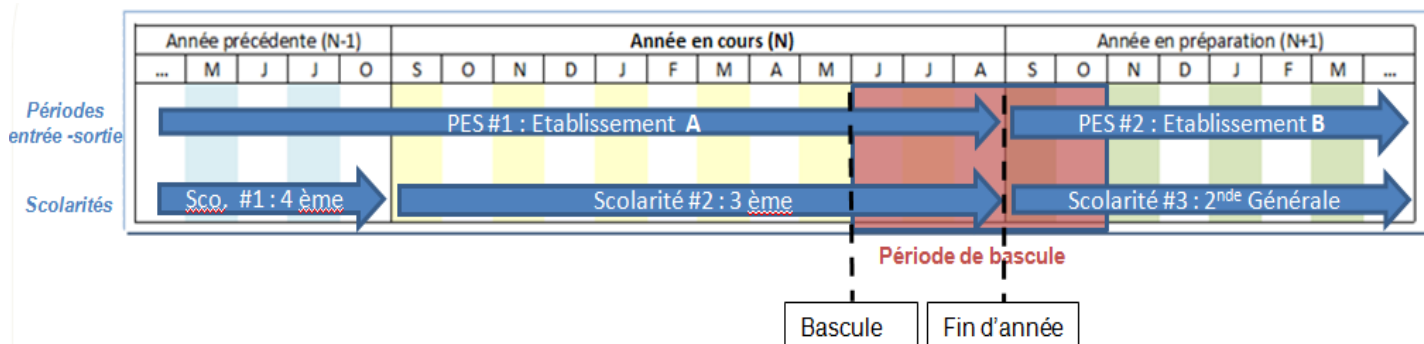 Année précédente (N-1) Année en cours (N) Année en préparation (N+1)
... M J J O S O N D J F M A M J J A S O N D J F M ...
Périodes
entrée -sortie
PES #1 : Etablissement A PES #2 : Etablissement B
Scolarités
Sco. #1 : 4 ème Scolarité #2 : 3 ème Scolarité #3 : 2nde Générale
Période de bascule
Bascule Fin d'année